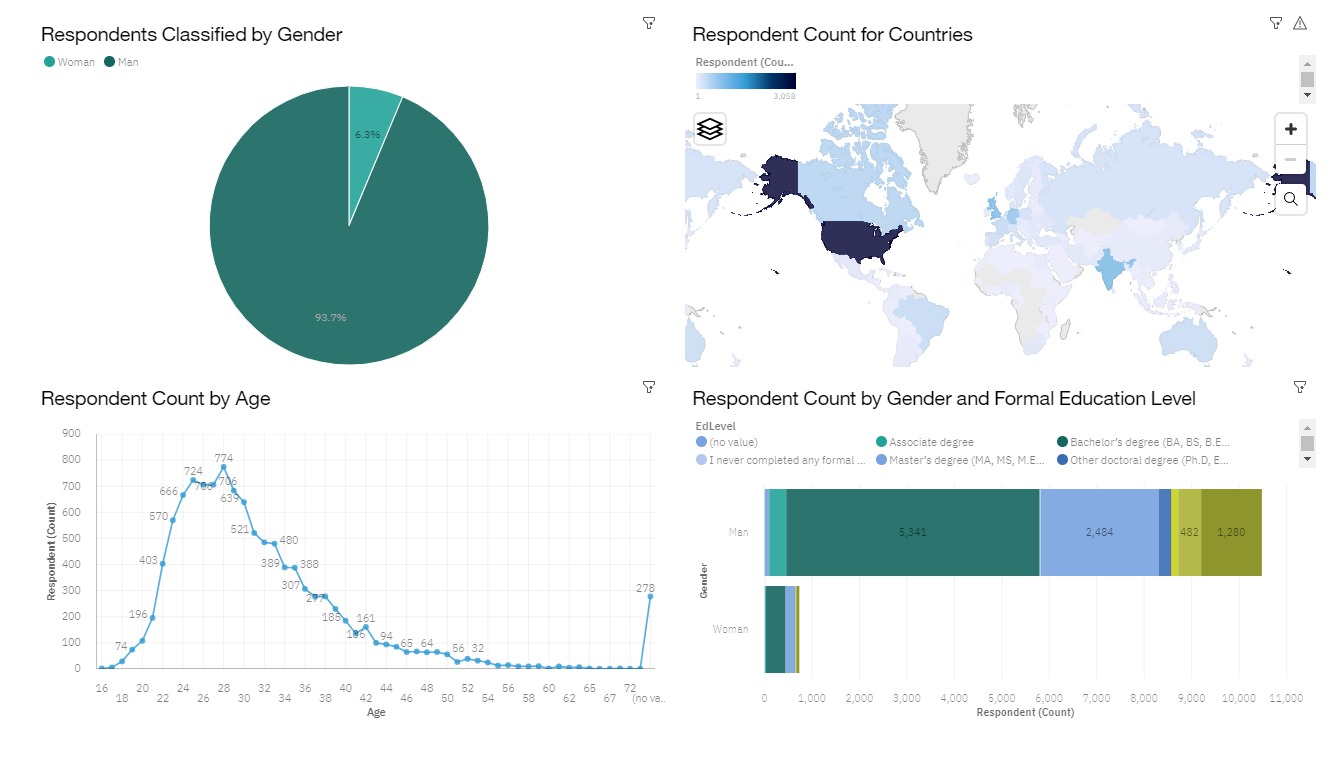 Respondents Classified by Gender
Woman Man
6.3%
93.7%
Respondent Count for Countries
Respondent (Cou...
1 3,058
Respondent Count by Age
Respondent (Count)
900
800
700
600
500
400
300
200
100
0
74
196
403
570
666
724
706
774
639
521
480
389
388
307
277
185
161
94
65
64
56
32
278
16 20 24 28 32 36 40 44 48 52 56 60 65 72
18 22 26 30 34 38 42 46 50 54 58 62 67 (no va..
Age
Respondent Count by Gender and Formal Education Level
EdLevel
(no value) Associate degree Bachelor's degree (BA, BS, B.E...
I never completed any formal ... Master's degree (MA, MS, M.E... Other doctoral degree (Ph.D, E...
Gender
Man
5,341 2,484 482 1,280
Woman
0 1,000 2,000 3,000 4,000 5,000 6,000 7,000 8,000 9,000 10,000 11,000
Respondent (Count)